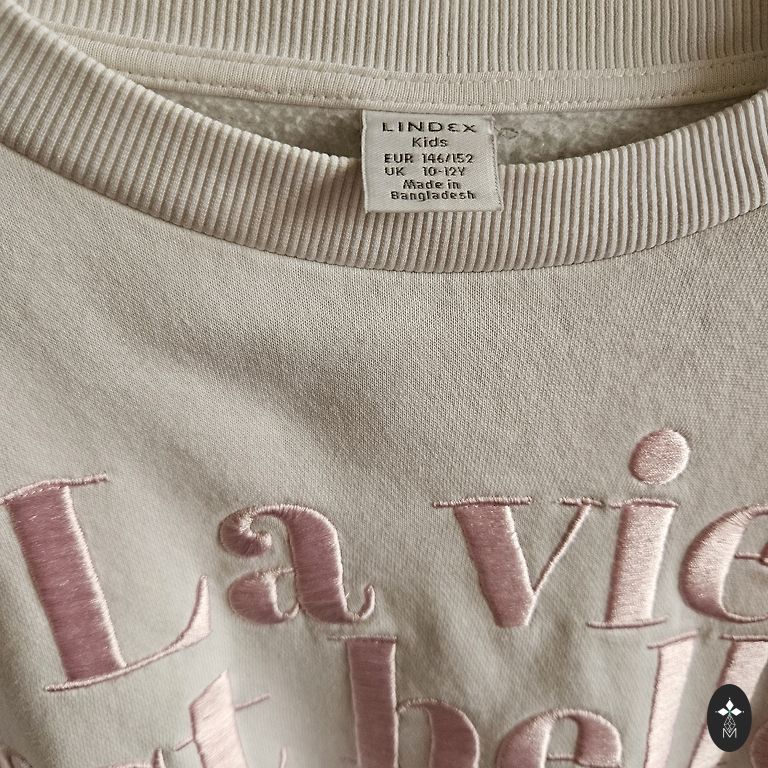 LINDEX
Kids
EUR 146/152
UK 10-12Y
Made in
Bangladesh
La vie